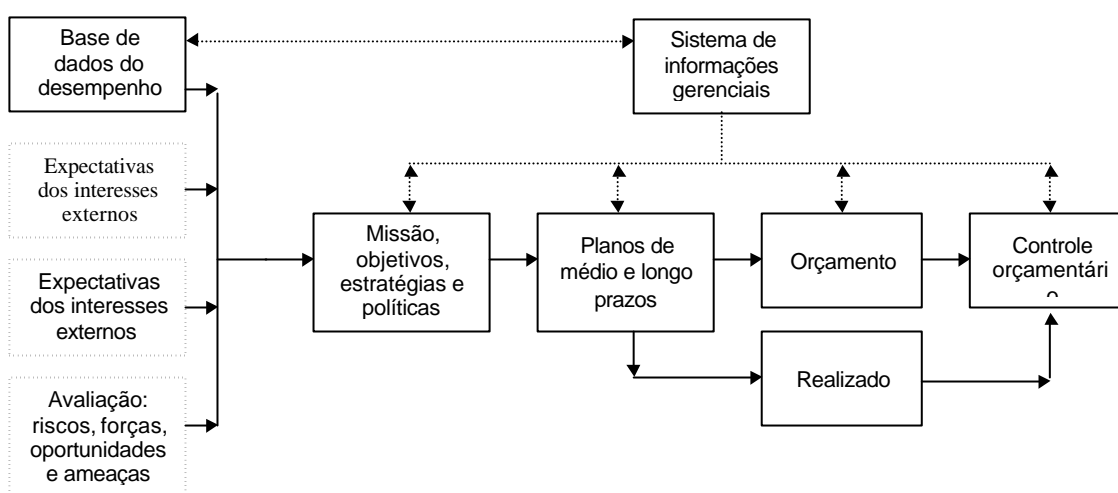 Base de
dados do
desempenho
Sistema de
informações
gerenciais
Expectativas
dos interesses
externos
Expectativas
dos interesses
externos
Avaliação:
riscos, forças,
oportunidades
e ameaças
Missão,
objetivos,
estratégias e
políticas
Planos de
médio e longo
prazos
Orçamento
Controle
orçamentári
o
Realizado